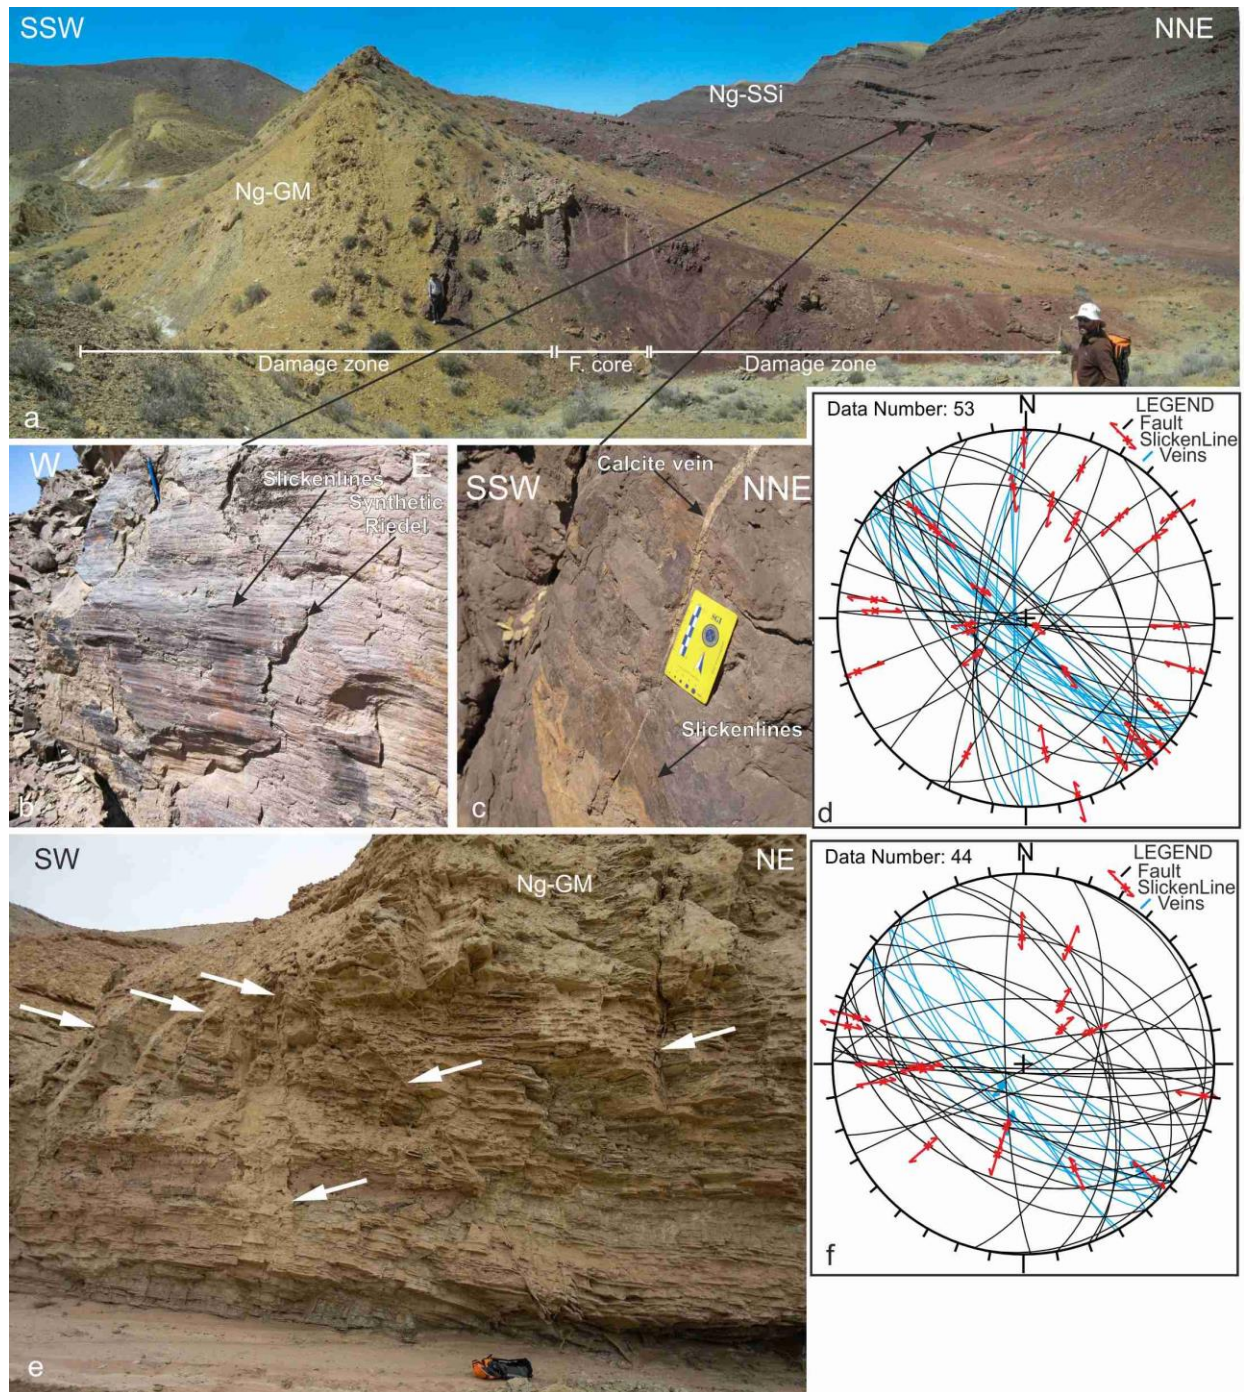 SSW
NNE
Ng-SSi
Ng-GM
Damage zone
F. core
Damage zone
a
W
E
Slickenlines
Synthetic
Riedel
b
SSW
NNE
Calcite vein
Slickenlines
c
Data Number: 53
N
LEGEND
Fault
SlickenLine
Veins
d
SW
NE
Ng-GM
e
Data Number: 44
N
LEGEND
Fault
SlickenLine
Veins
f